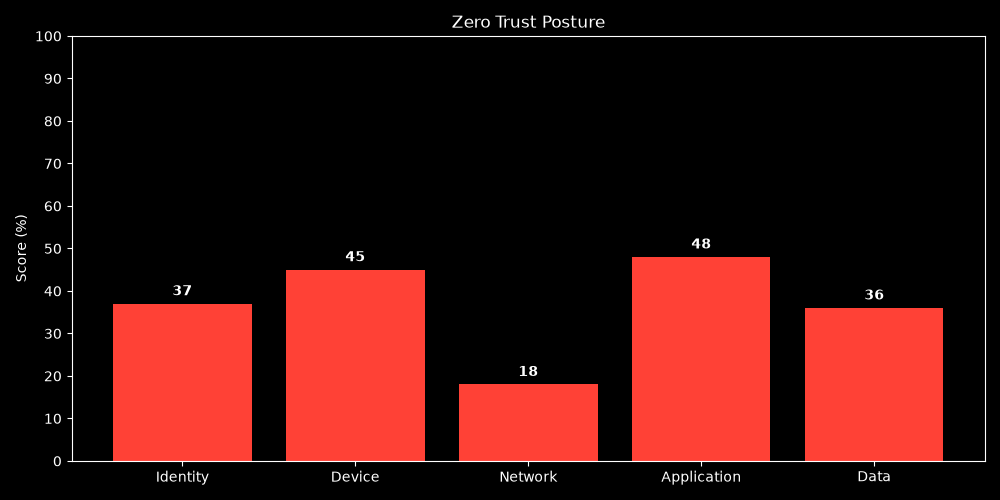 Zero Trust Posture
Score (%)
100
90
80
70
60
50
40
30
20
10
0
37
45
18
48
36
Identity
Device
Network
Application
Data